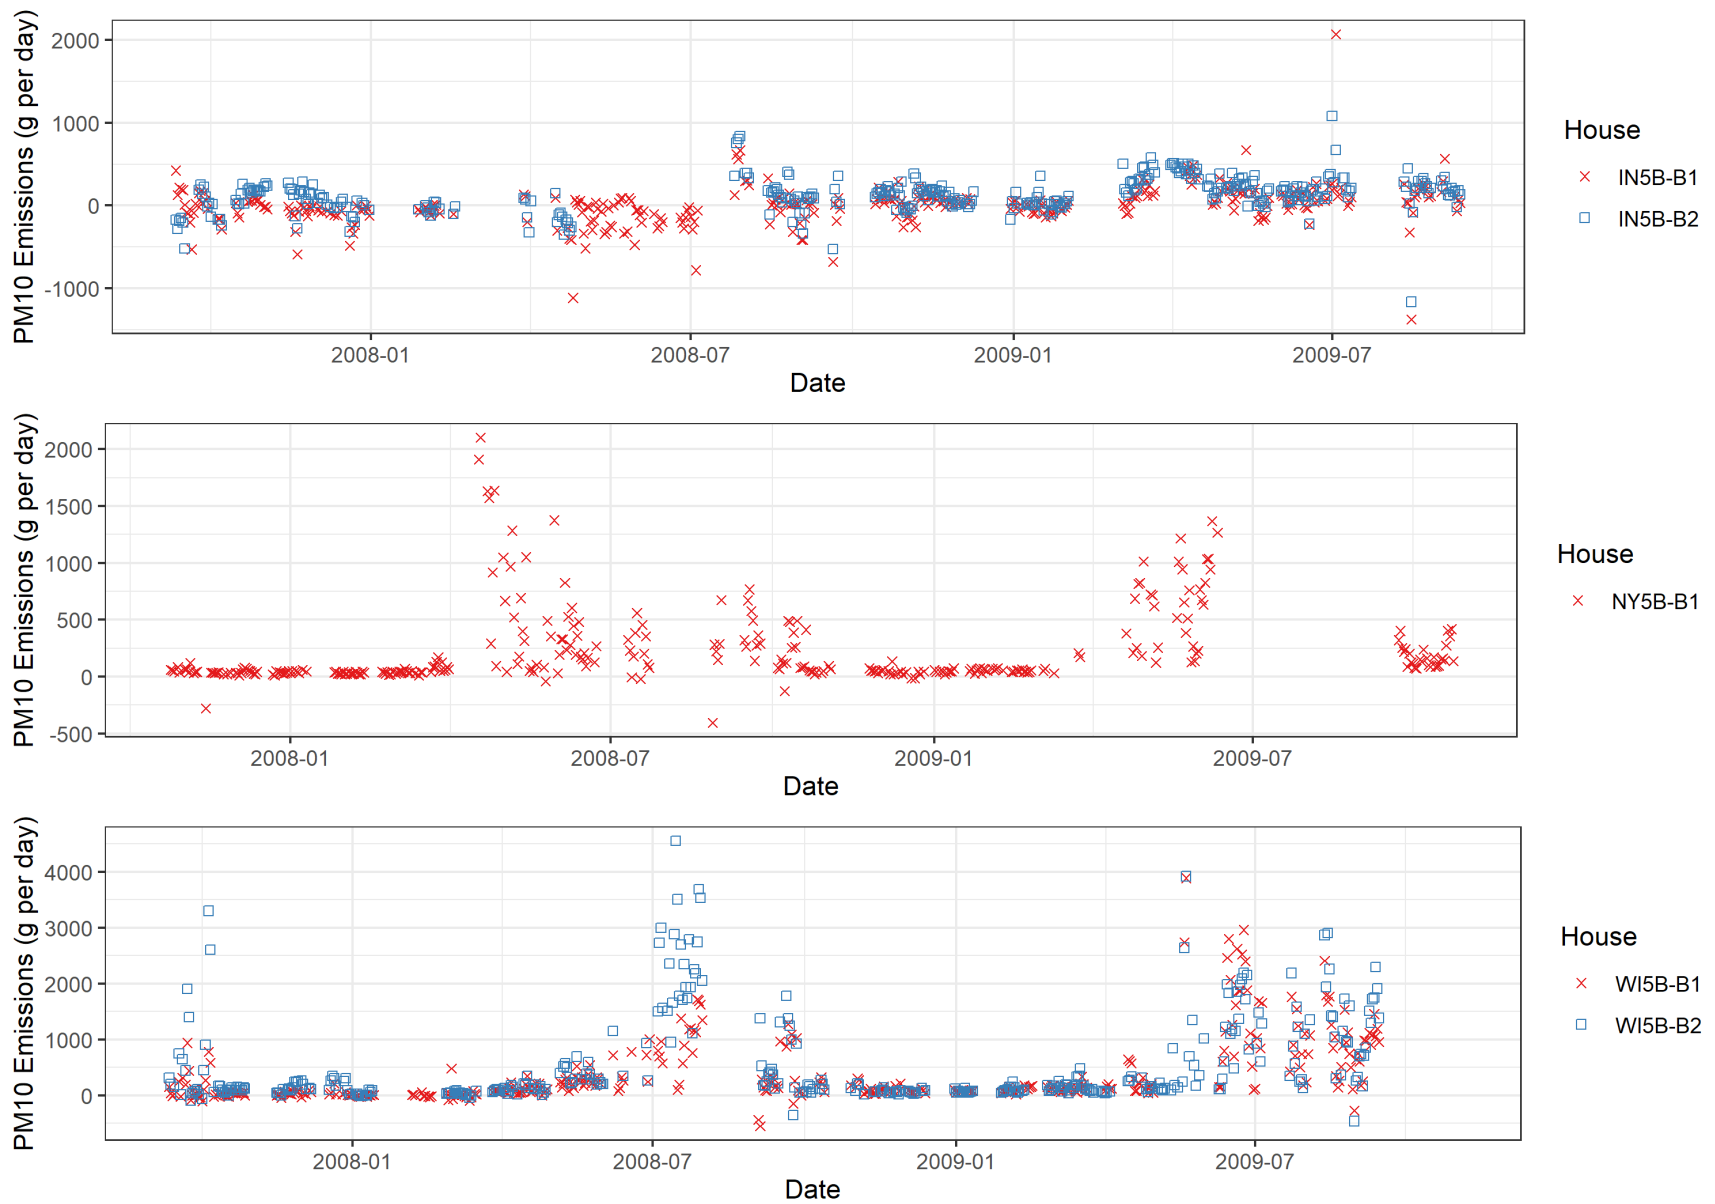 PM10 Emissions (g per day)
2000
1000
0
-1000
2008-01
2008-07
2009-01
2009-07
Date
House
IN5B-B1
IN5B-B2
PM10 Emissions (g per day)
2000
1500
1000
500
0
-500
2008-01
2008-07
2009-01
2009-07
Date
House
NY5B-B1
PM10 Emissions (g per day)
4000
3000
2000
1000
0
2008-01
2008-07
2009-01
2009-07
Date
House
WI5B-B1
WI5B-B2